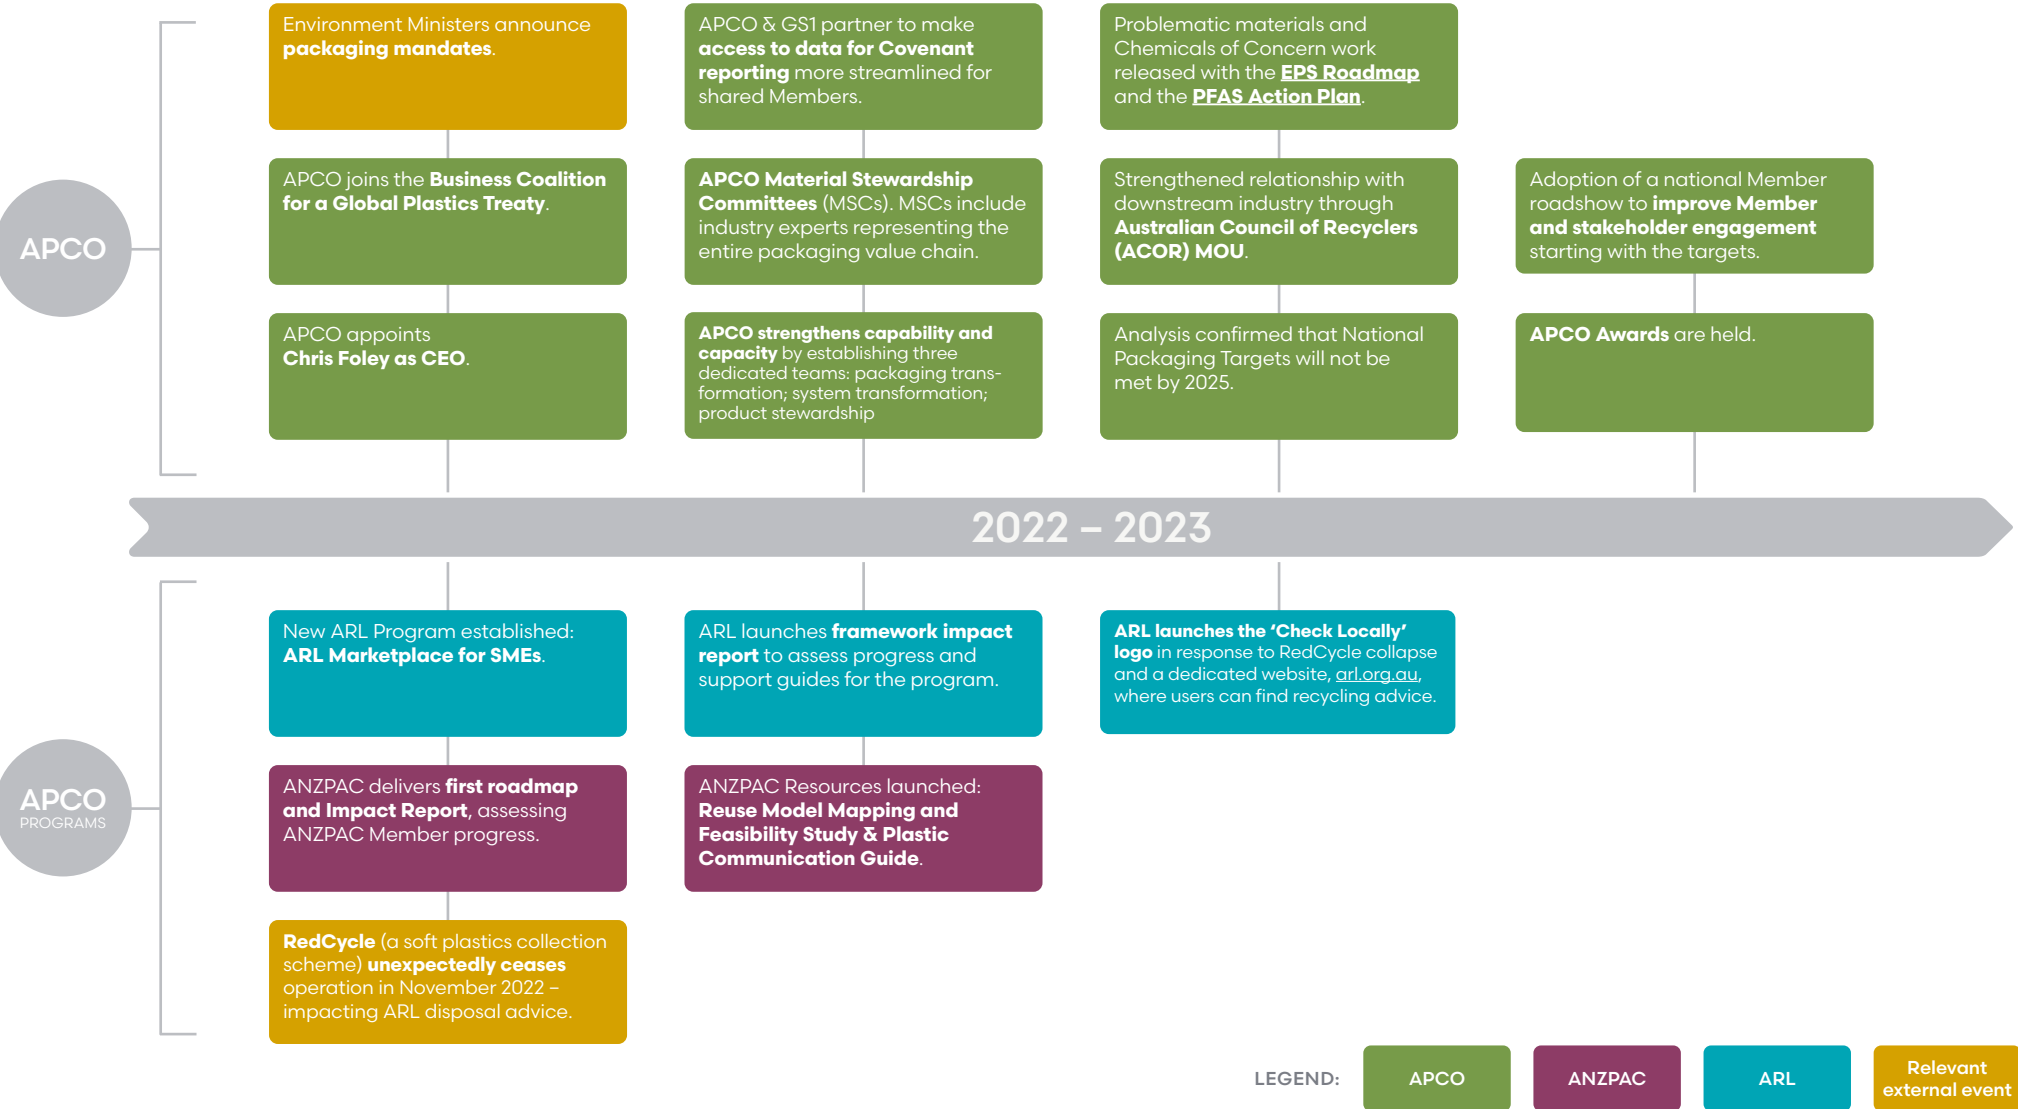 Environment Ministers announce
packaging mandates.
APCO joins the Business Coalition
for a Global Plastics Treaty.
APCO appoints
Chris Foley as CEO.
APCO & GS1 partner to make
access to data for Covenant
reporting more streamlined for
shared Members.
APCO Material Stewardship
Committees (MSCs). MSCs include
industry experts representing the
entire packaging value chain.
APCO strengthens capability and
capacity by establishing three
dedicated teams: packaging trans-
formation; system transformation;
product stewardship
Problematic materials and
Chemicals of Concern work
released with the EPS Roadmap
and the PFAS Action Plan.
Strengthened relationship with
downstream industry through
Australian Council of Recyclers
(ACOR) MOU.
Analysis confirmed that National
Packaging Targets will not be
met by 2025.
Adoption of a national Member
roadshow to improve Member
and stakeholder engagement
starting with the targets.
APCO Awards are held.
APCO
2022 – 2023
New ARL Program established:
ARL Marketplace for SMEs.
ANZPAC delivers first roadmap
and Impact Report, assessing
ANZPAC Member progress.
RedCycle (a soft plastics collection
scheme) unexpectedly ceases
operation in November 2022 –
impacting ARL disposal advice.
ARL launches framework impact
report to assess progress and
support guides for the program.
ANZPAC Resources launched:
Reuse Model Mapping and
Feasibility Study & Plastic
Communication Guide.
ARL launches the ‘Check Locally’
logo in response to RedCycle collapse
and a dedicated website, arl.org.au,
where users can find recycling advice.
APCO
PROGRAMS
LEGEND:
APCO
ANZPAC
ARL
Relevant
external event